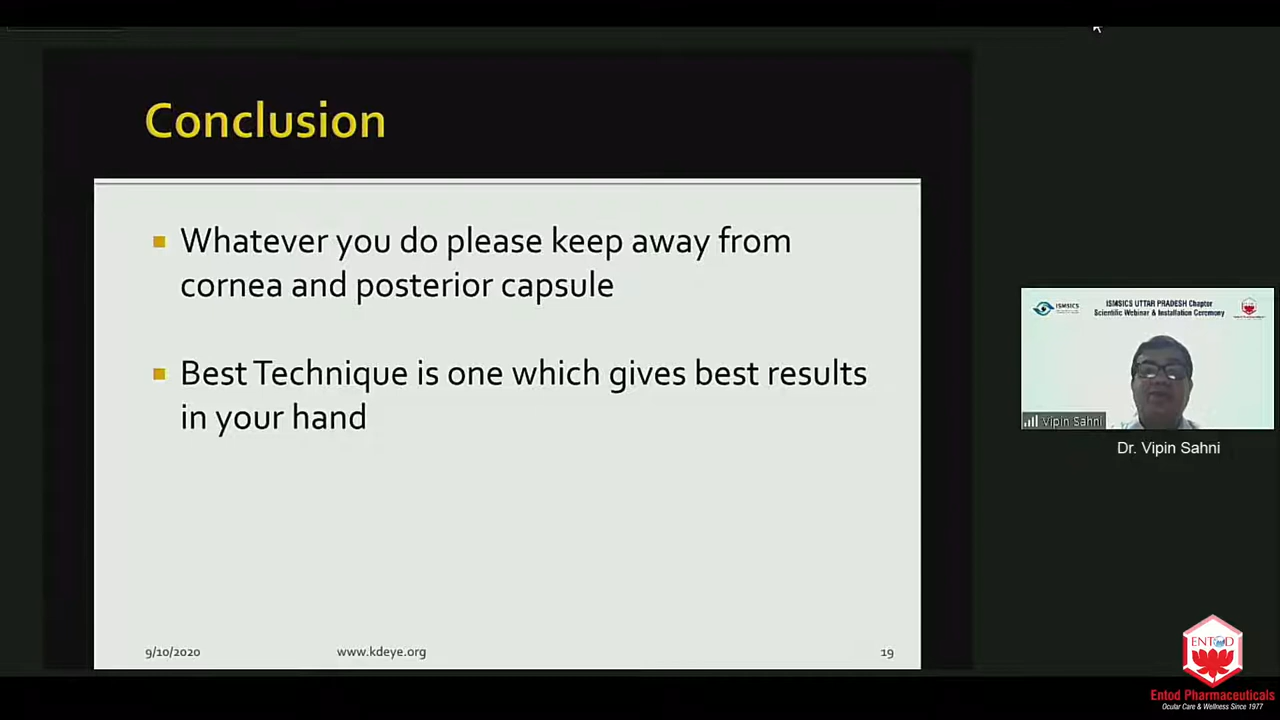 Conclusion
Whatever you do please keep away from
cornea and posterior capsule
Best Technique is one which gives best results
in your hand
9/10/2020
www.kdeye.org
19
ISMSICS
ISMSICS UTTAR PRADESH Chapter
Scientific Webinar & Installation Ceremony
Vipin Sahni
Dr. Vipin Sahni
ENTOD
Entod Pharmaceuticals
Ocular Care & Wellness Since 1977